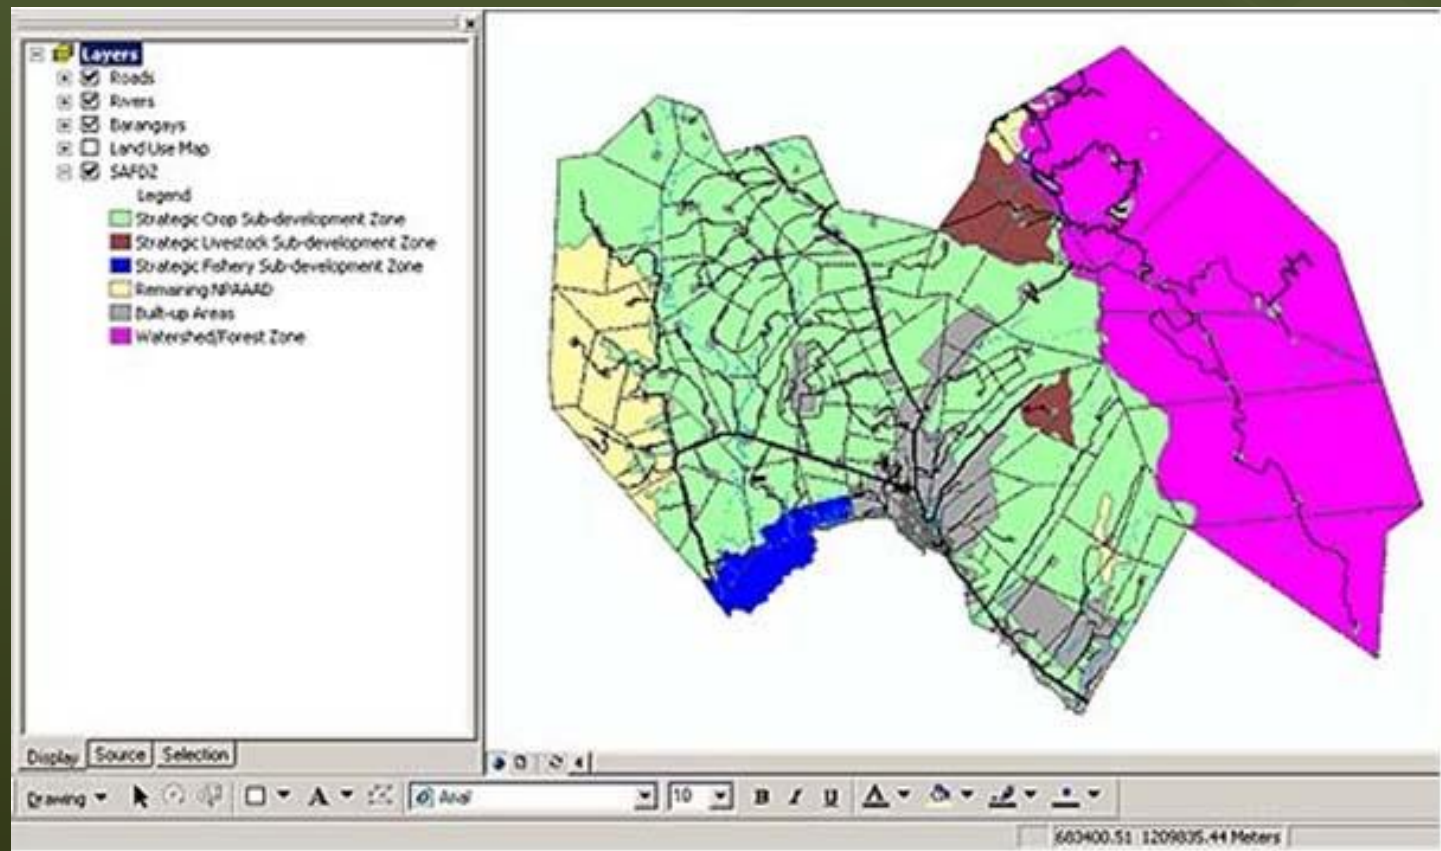 Layers
Roads
Rivers
Barangays
Land Use Map
SAFDZ
Legend
Strategic Crop Sub-development Zone
Strategic Livestock Sub-development Zone
Strategic Fishery Sub-development Zone
Remaining NPAAAD
Built-up Areas
Watershed/Forest Zone
Display Source Selection
Drawing A Arial 10 B I U A
683400.51 1209835.44 Meters